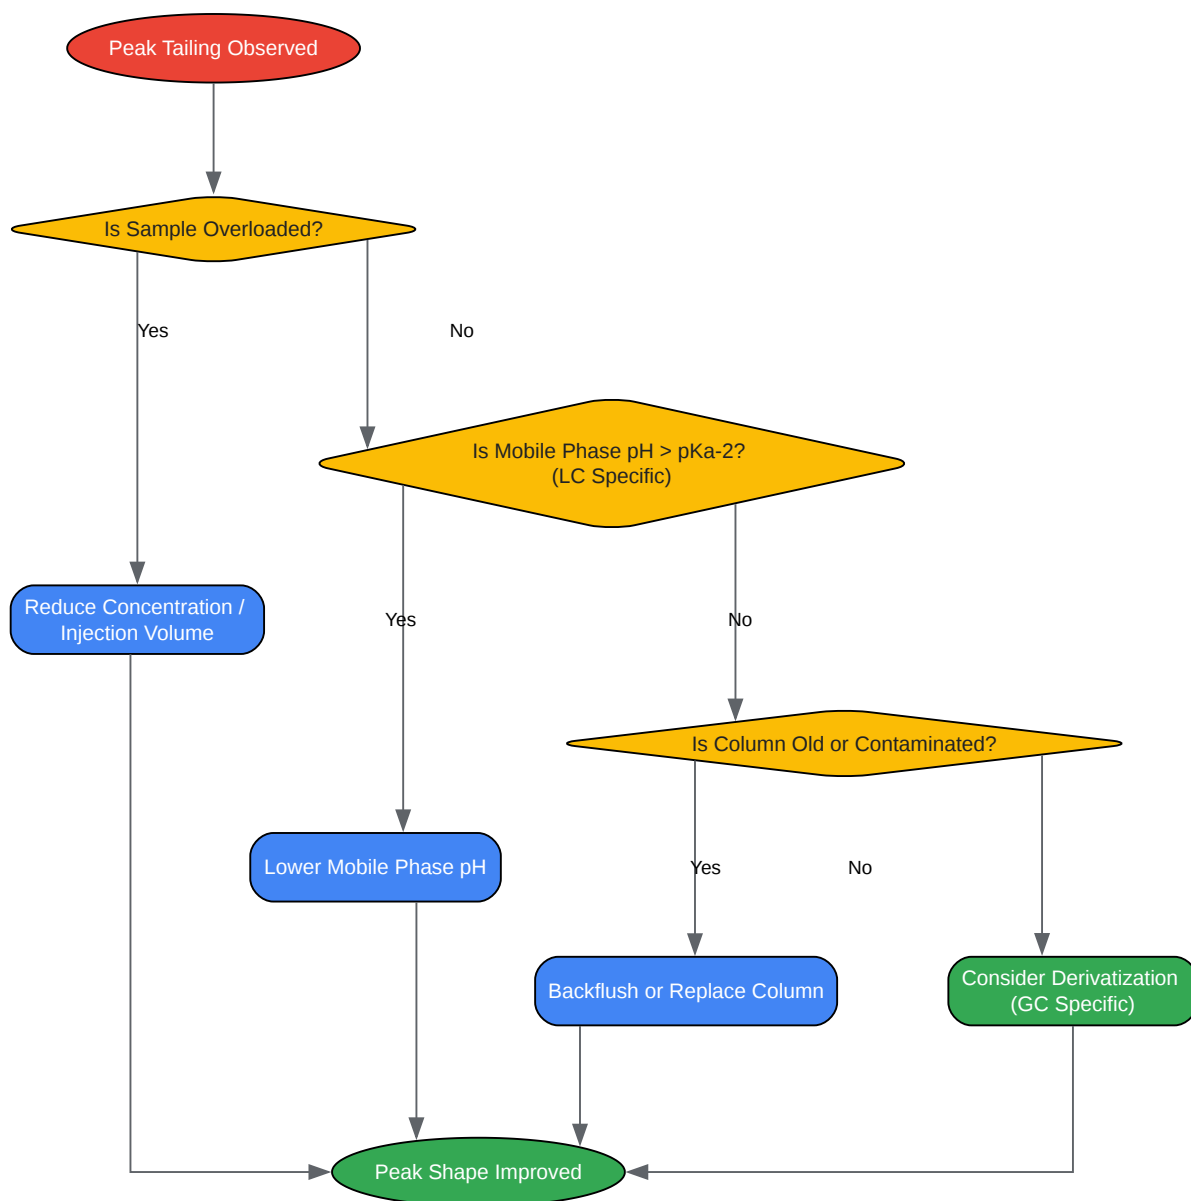 Peak Tailing Observed
Is Sample Overloaded?
Yes
No
Is Mobile Phase pH > pKa-2?
(LC Specific)
Reduce Concentration /
Injection Volume
Yes
No
Is Column Old or Contaminated?
Lower Mobile Phase pH
Yes
No
Backflush or Replace Column
Consider Derivatization
(GC Specific)
Peak Shape Improved